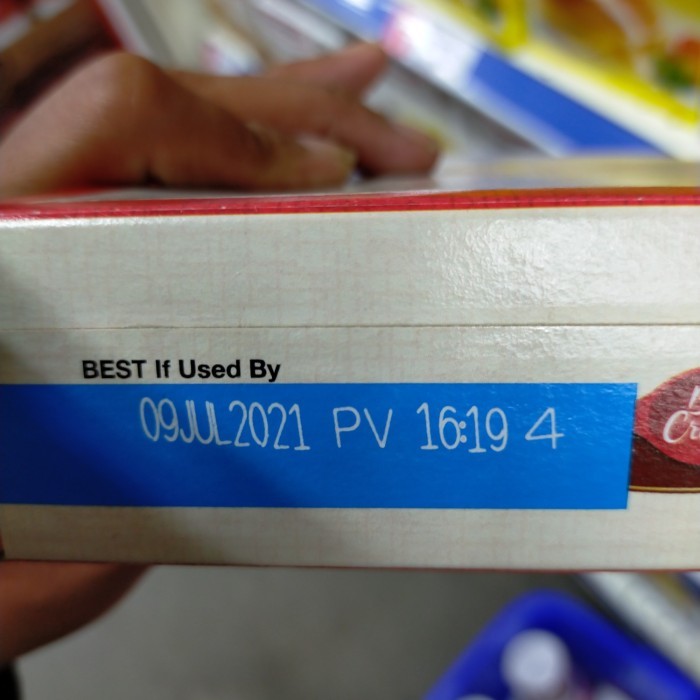 BEST If Used By
09JUL2021 PV 16:19 4